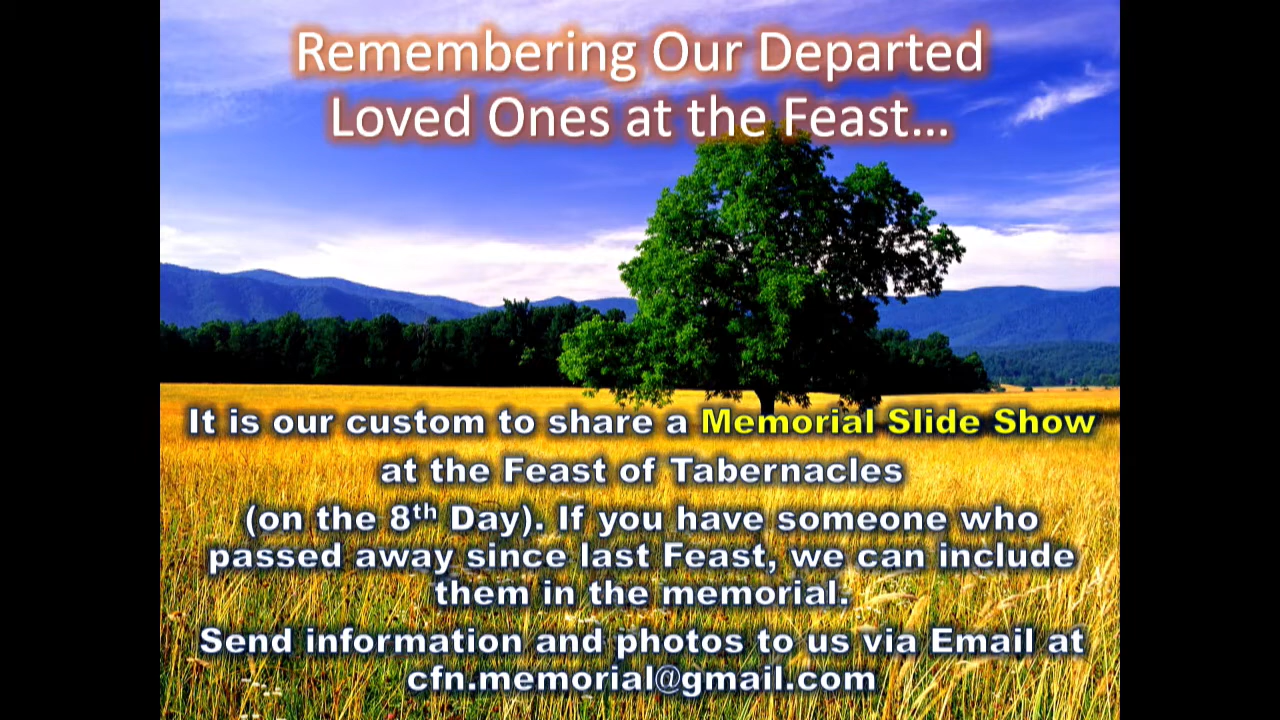 Remembering Our Departed
Loved Ones at the Feast...
It is our custom to share a Memorial Slide Show
at the Feast of Tabernacles
(on the 8th Day). If you have someone who
passed away since last Feast, we can include
them in the memorial.
Send information and photos to us via Email at
cfn.memorial@gmail.com